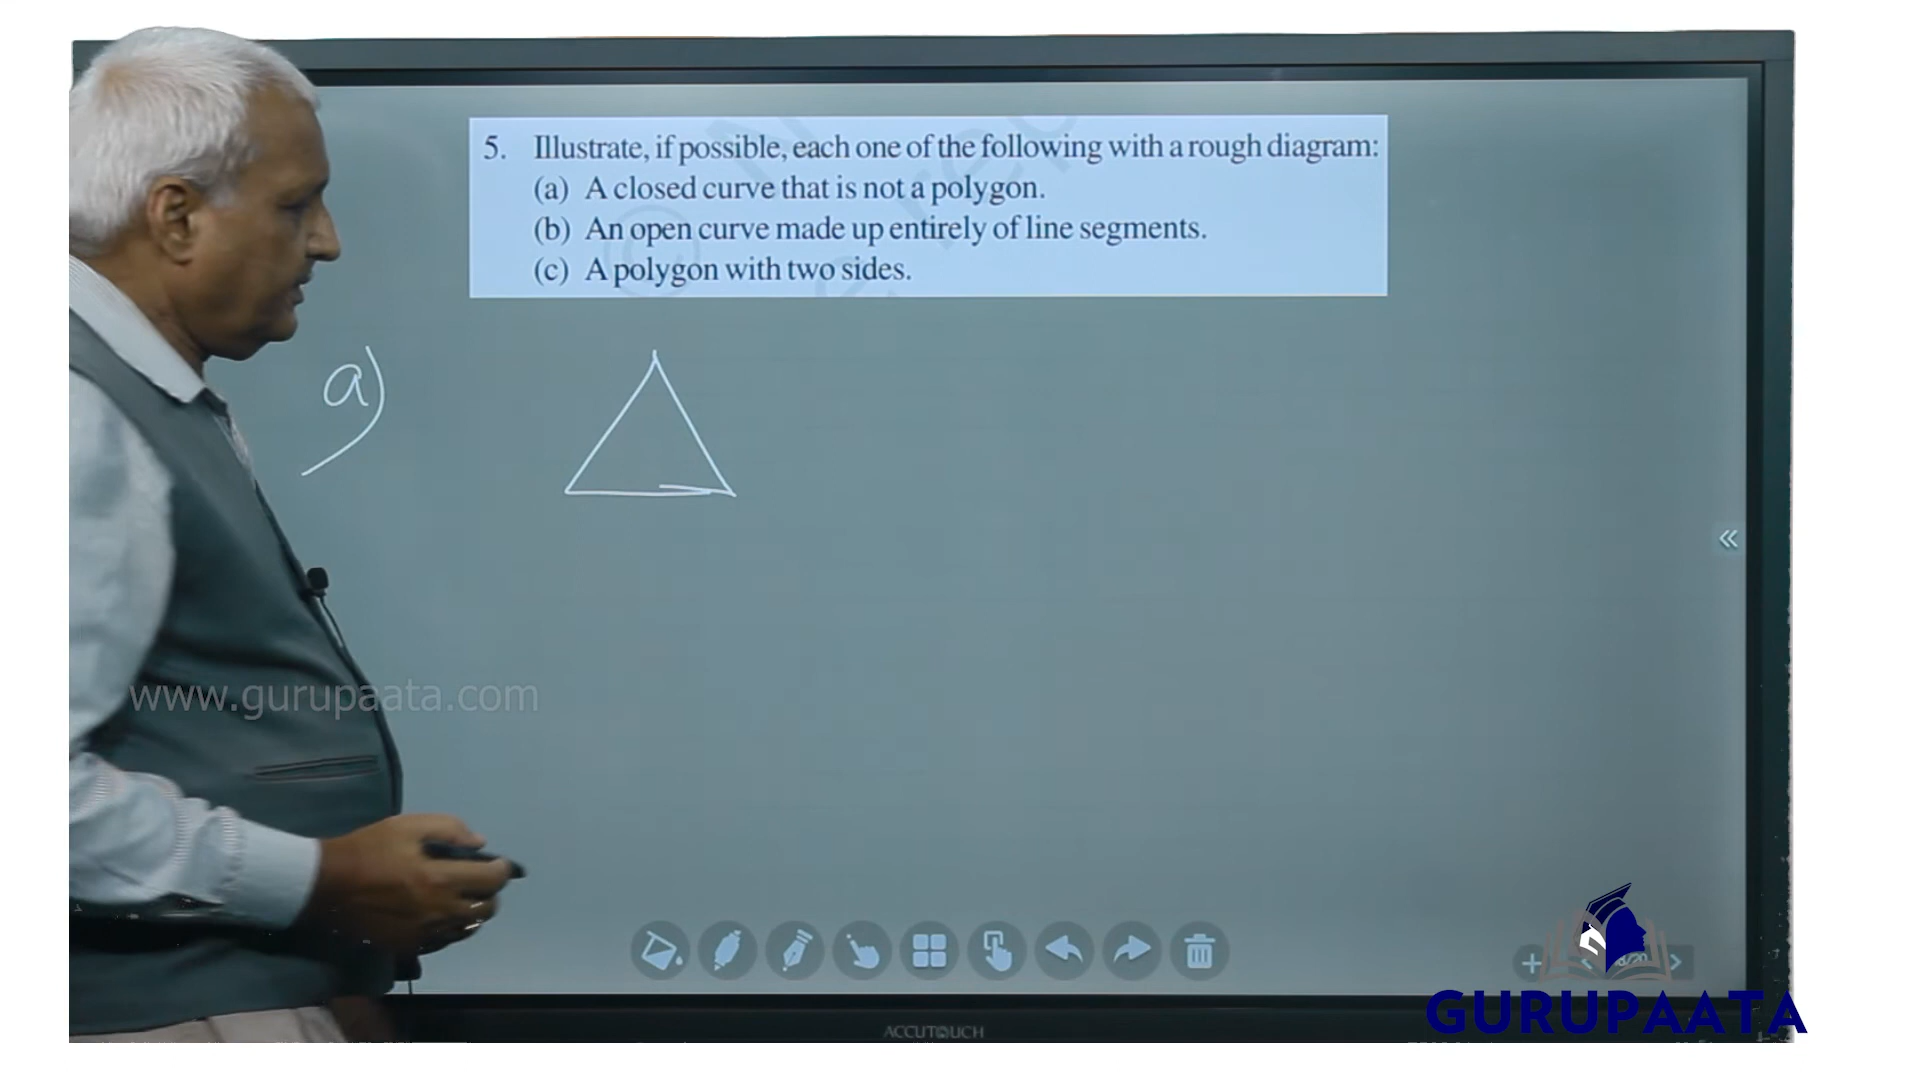 5. Illustrate, if possible, each one of the following with a rough diagram:
(a) A closed curve that is not a polygon.
(b) An open curve made up entirely of line segments.
(c) A polygon with two sides.
a)
www.gurupaata.com
GURUPAATA
ACCUTOUCH